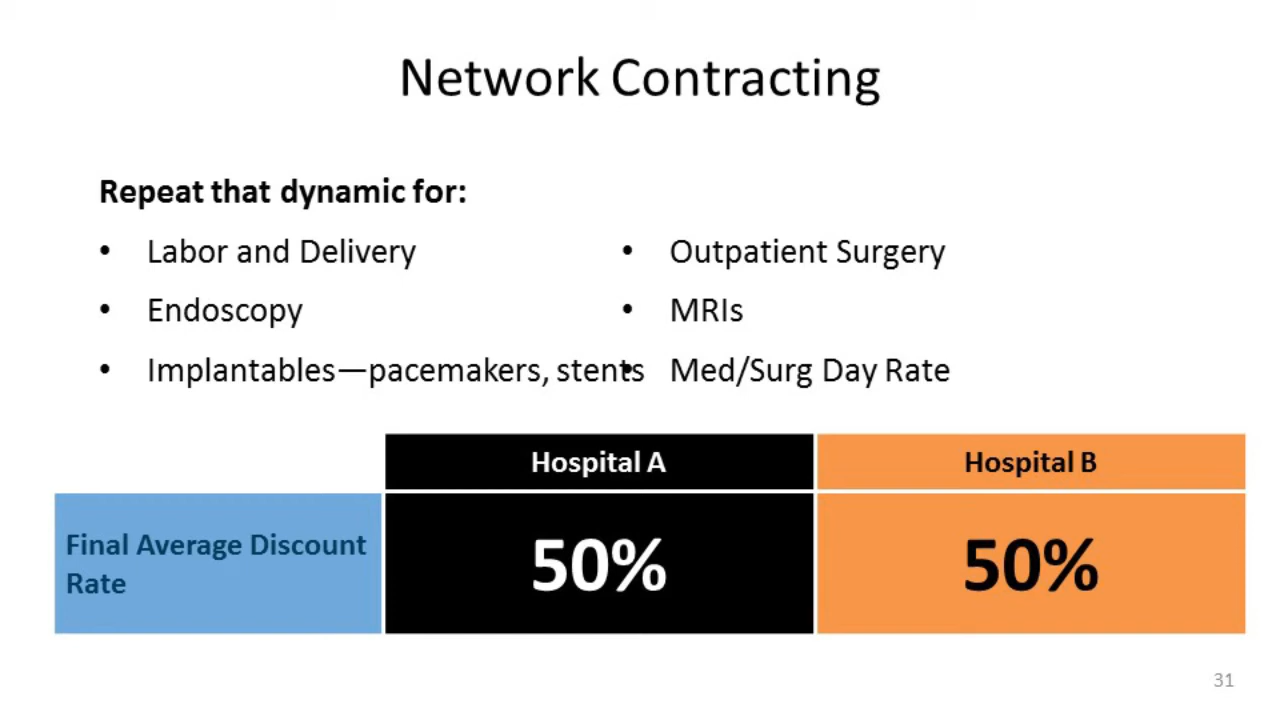 Network Contracting
Repeat that dynamic for:
• Labor and Delivery
• Endoscopy
• Implantables—pacemakers, stents
• Outpatient Surgery
• MRIs
• Med/Surg Day Rate
Hospital A
Hospital B
Final Average Discount
Rate
50%
50%
31